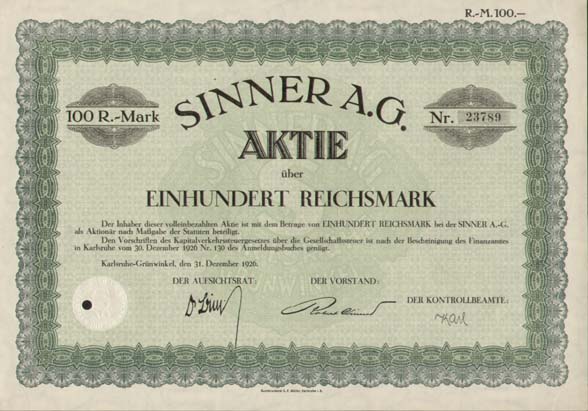 R.-M. 100.—
SINNER A.G.
100 R.-Mark
Nr. 23789
AKTIE
über
EINHUNDERT REICHSMARK
Der Inhaber dieser volleinbezahlten Aktie ist mit dem Betrage von EINHUNDERT REICHSMARK bei der SINNER A.-G.
als Aktionär nach Maßgabe der Statuten beteiligt.
Den Vorschriften des Kapitalverkehrsteuergesetzes über die Gesellschaftssteuer ist nach der Bescheinigung des Finanzamtes
in Karlsruhe vom 30. Dezember 1926 Nr. 130 des Anmeldungsbuches genügt.
Karlsruhe-Grünwinkel, den 31. Dezember 1926.
DER AUFSICHTSRAT:
DER VORSTAND:
DER KONTROLLBEAMTE:
Karl